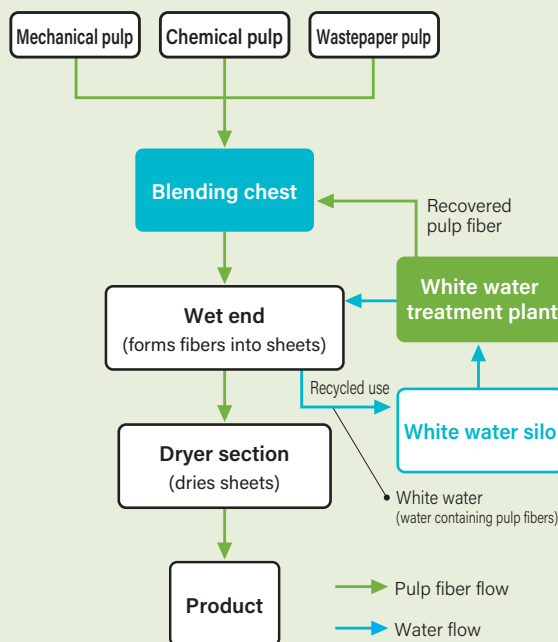 Mechanical pulp
Chemical pulp
Wastepaper pulp
Blending chest
Recovered
pulp fiber
White water
treatment plant
Wet end
(forms fibers into sheets)
Recycled use
White water silo
Dryer section
(dries sheets)
White water
(water containing pulp fibers)
Product
Pulp fiber flow
Water flow